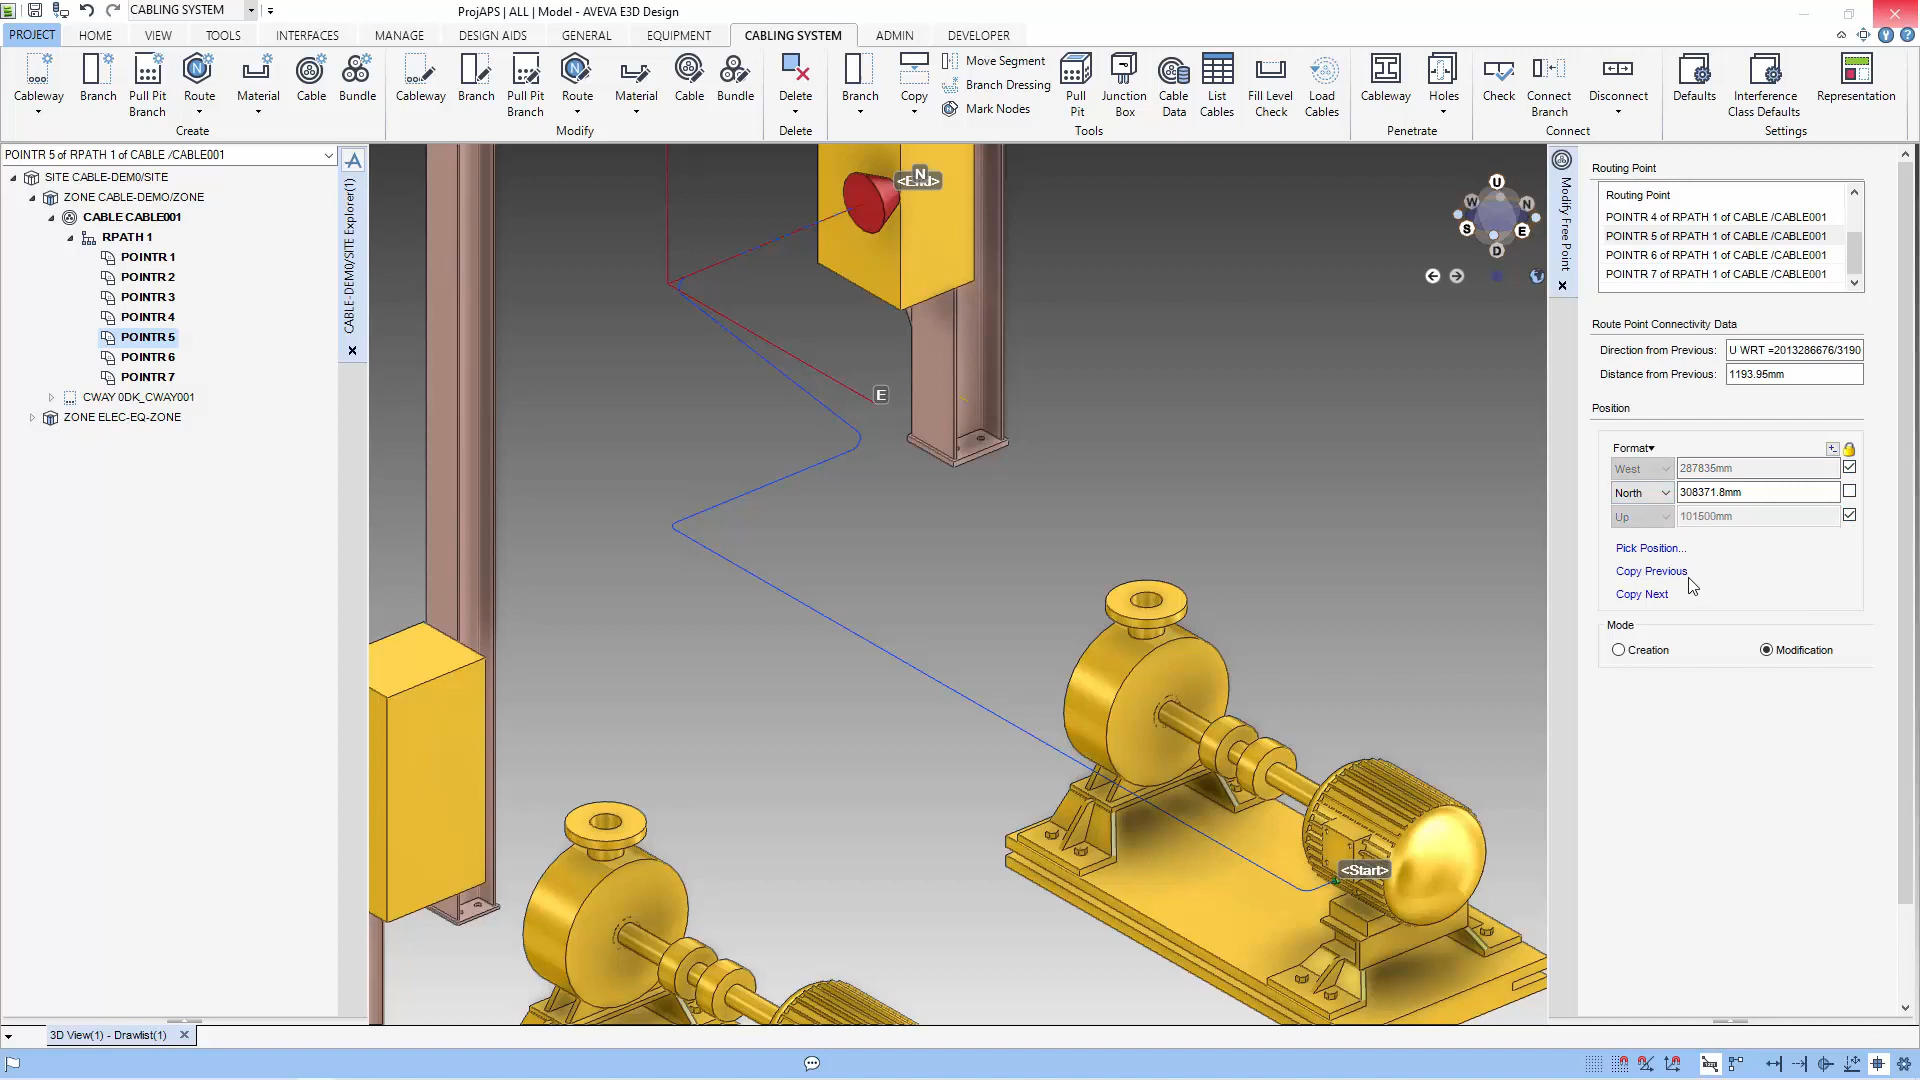 CABLING SYSTEM
ProjAPS | ALL | Model - AVEVA E3D Design
PROJECT HOME VIEW TOOLS INTERFACES MANAGE DESIGN AIDS GENERAL EQUIPMENT CABLING SYSTEM ADMIN DEVELOPER
Cableway Branch Pull Pit Branch Route Material Cable Bundle
Create
Cableway Branch Pull Pit Branch Route Material Cable Bundle
Modify
Delete
Delete
Branch Copy
Move Segment
Branch Dressing
Mark Nodes
Pull Pit Junction Box Cable Data List Cables Fill Level Check Load Cables
Tools
Cableway Holes
Penetrate
Check Connect Branch Disconnect
Connect
Defaults Interference Class Defaults Representation
Settings
POINTR 5 of RPATH 1 of CABLE /CABLE001
SITE CABLE-DEM0/SITE
ZONE CABLE-DEMO/ZONE
CABLE CABLE001
RPATH 1
POINTR 1
POINTR 2
POINTR 3
POINTR 4
POINTR 5
POINTR 6
POINTR 7
CWAY 0DK_CWAY001
ZONE ELEC-EQ-ZONE
CABLE-DEM0/SITE Explorer(1)
N
E
<Start>
U
W
N
S
E
D
Modify Free Point
Routing Point
Routing Point
POINTR 4 of RPATH 1 of CABLE /CABLE001
POINTR 5 of RPATH 1 of CABLE /CABLE001
POINTR 6 of RPATH 1 of CABLE /CABLE001
POINTR 7 of RPATH 1 of CABLE /CABLE001
Route Point Connectivity Data
Direction from Previous: U WRT =2013286676/3190
Distance from Previous: 1193.95mm
Position
Format
West 287835mm
North 308371.8mm
Up 101500mm
Pick Position...
Copy Previous
Copy Next
Mode
Creation Modification
3D View(1) - Drawlist(1)